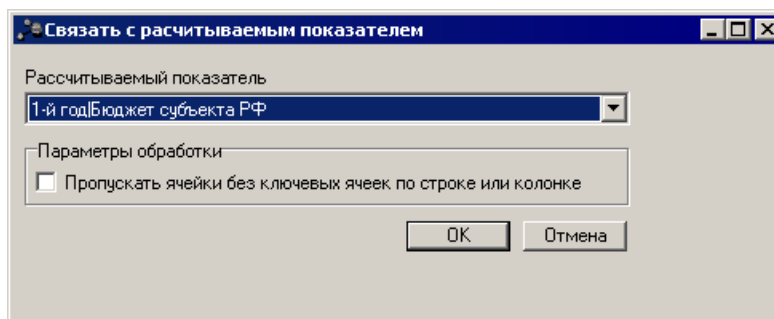 Связать с расчитываемым показателем
Рассчитываемый показатель
1-й год|Бюджет субъекта РФ
Параметры обработки
Пропускать ячейки без ключевых ячеек по строке или колонке
OK
Отмена